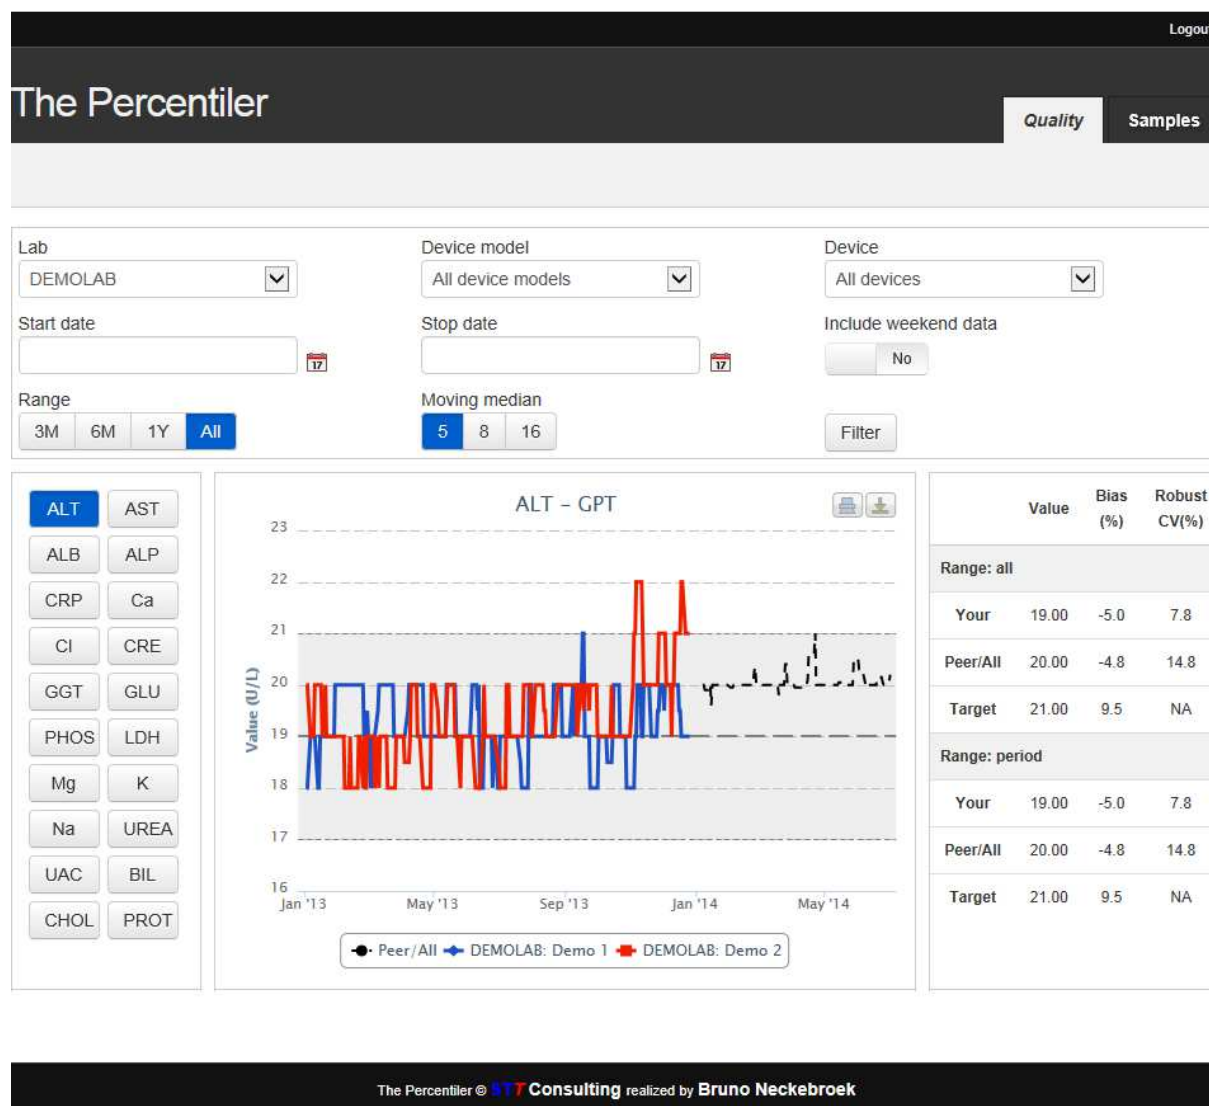 Logout
The Percentiler
Quality Samples
Lab Device model Device
DEMOLAB All device models All devices
Start date Stop date Include weekend data
17 17 No
Range Moving median
3M 6M 1Y All 5 8 16 Filter
ALT AST
ALB ALP
CRP Ca
Cl CRE
GGT GLU
PHOS LDH
Mg K
Na UREA
UAC BIL
CHOL PROT
ALT - GPT
Value (U/L)
23
22
21
20
19
18
17
16
Jan '13 May '13 Sep '13 Jan '14 May '14
Peer/All DEMOLAB: Demo 1 DEMOLAB: Demo 2
Value Bias (%) Robust CV(%)
Range: all
Your 19.00 -5.0 7.8
Peer/All 20.00 -4.8 14.8
Target 21.00 9.5 NA
Range: period
Your 19.00 -5.0 7.8
Peer/All 20.00 -4.8 14.8
Target 21.00 9.5 NA
The Percentiler © STT Consulting realized by Bruno Neckebroek